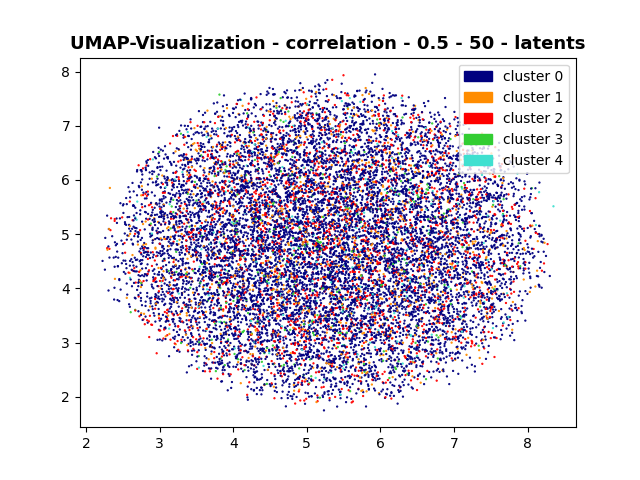 UMAP-Visualization - correlation - 0.5 - 50 - latents
cluster 0
cluster 1
cluster 2
cluster 3
cluster 4
8
7
6
5
4
3
2
2
3
4
5
6
7
8